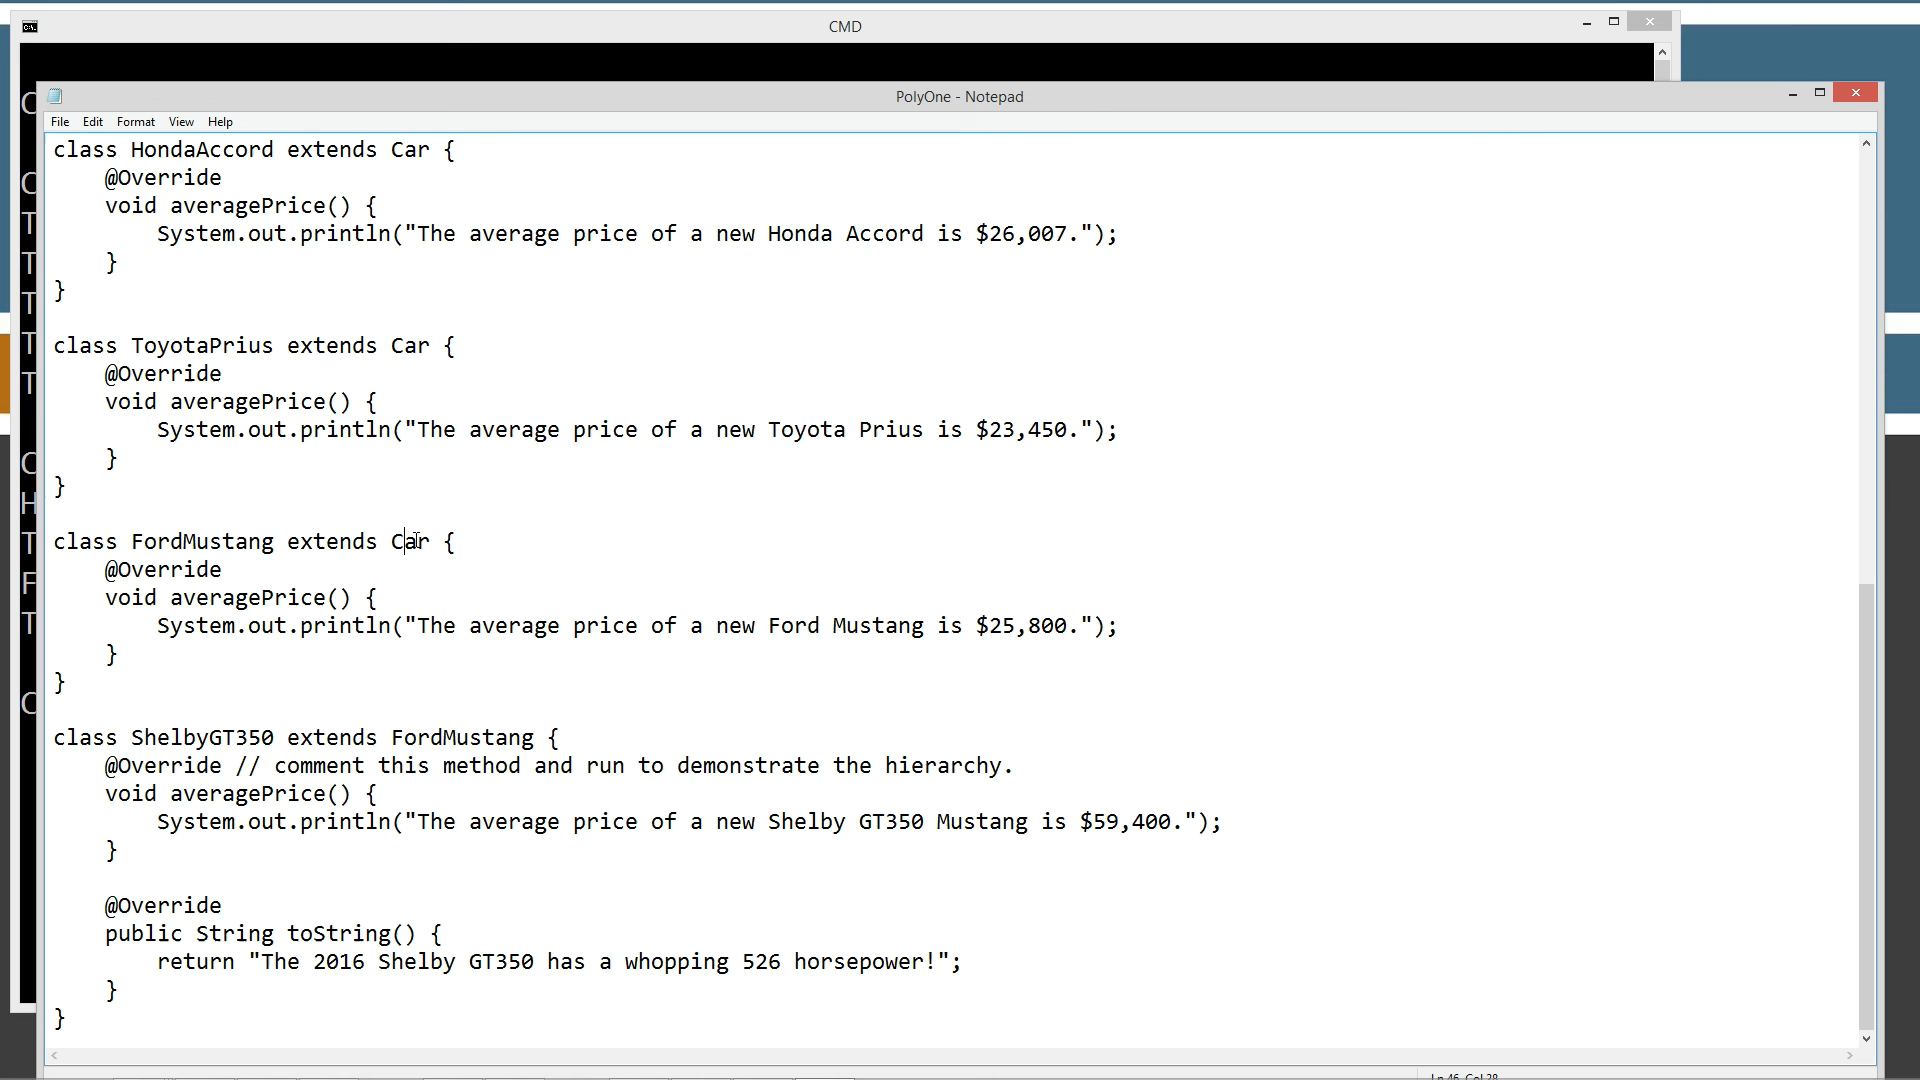 CMD
PolyOne - Notepad
File Edit Format View Help
class HondaAccord extends Car {
@Override
void averagePrice() {
System.out.println("The average price of a new Honda Accord is $26,007.");
}
}
class ToyotaPrius extends Car {
@Override
void averagePrice() {
System.out.println("The average price of a new Toyota Prius is $23,450.");
}
}
class FordMustang extends Car {
@Override
void averagePrice() {
System.out.println("The average price of a new Ford Mustang is $25,800.");
}
}
class ShelbyGT350 extends FordMustang {
@Override // comment this method and run to demonstrate the hierarchy.
void averagePrice() {
System.out.println("The average price of a new Shelby GT350 Mustang is $59,400.");
}
@Override
public String toString() {
return "The 2016 Shelby GT350 has a whopping 526 horsepower!";
}
}
Ln 46, Col 28